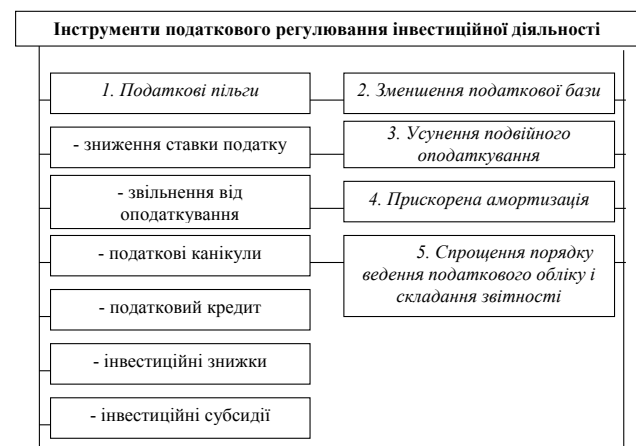 Інструменти податкового регулювання інвестиційної діяльності
1. Податкові пільги
- зниження ставки податку
- звільнення від
оподаткування
- податкові канікули
- податковий кредит
- інвестиційні знижки
- інвестиційні субсидії
2. Зменшення податкової бази
3. Усунення подвійного
оподаткування
4. Прискорена амортизація
5. Спрощення порядку
ведення податкового обліку і
складання звітності